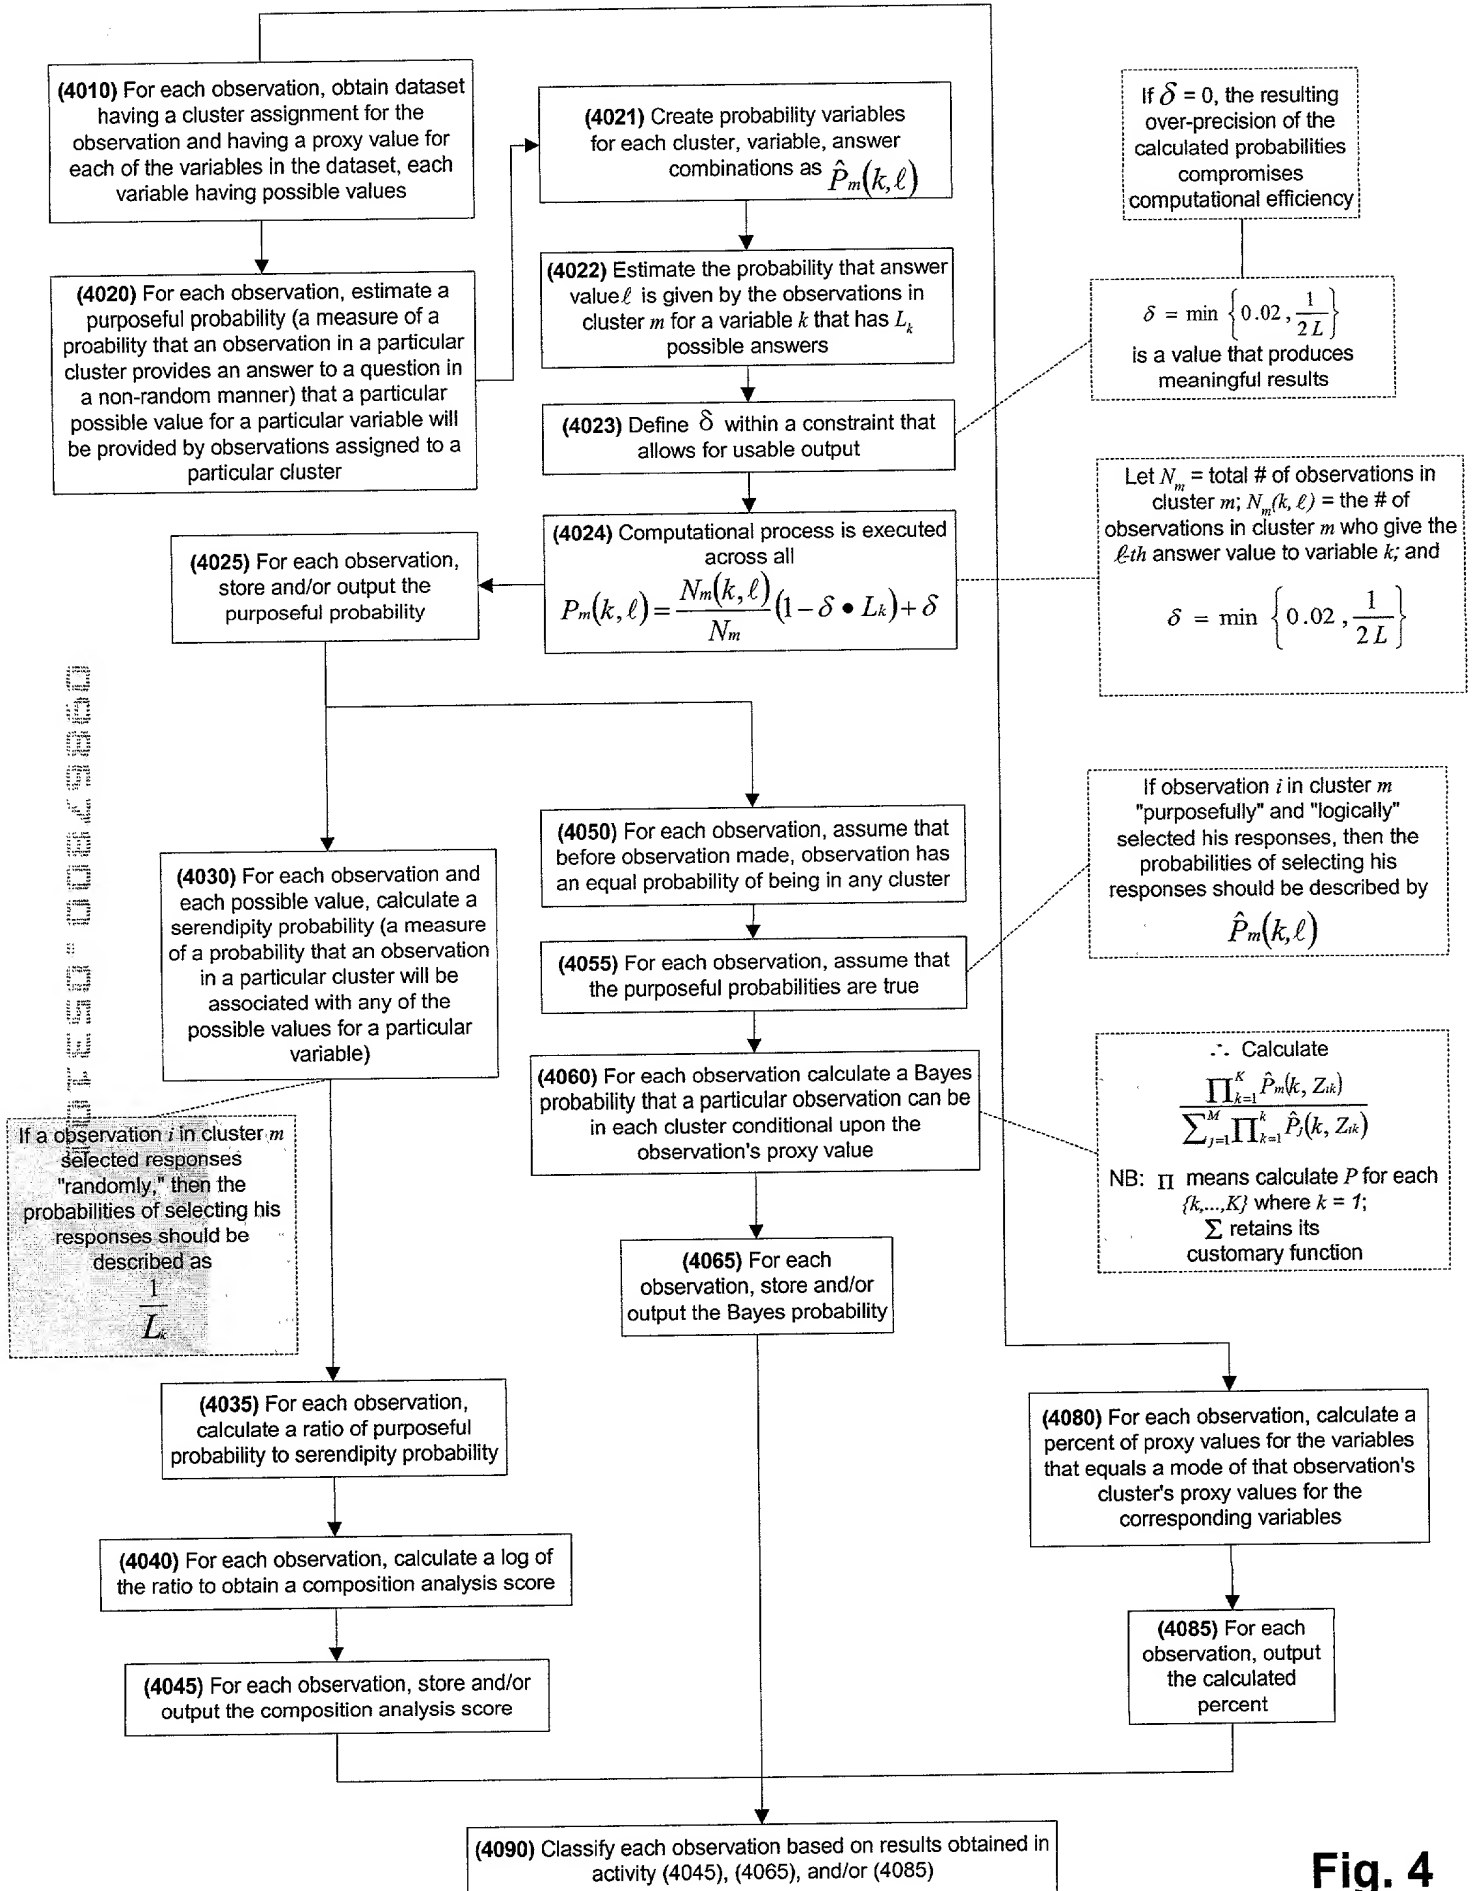 (4010) For each observation, obtain dataset
having a cluster assignment for the
observation and having a proxy value for
each of the variables in the dataset, each
variable having possible values
(4020) For each observation, estimate a
purposeful probability (a measure of a
proability that an observation in a particular
cluster provides an answer to a question in
a non-random manner) that a particular
possible value for a particular variable will
be provided by observations assigned to a
particular cluster
(4021) Create probability variables
for each cluster, variable, answer
combinations as P̂m(k,ℓ)
(4022) Estimate the probability that answer
value ℓ is given by the observations in
cluster m for a variable k that has Lk
possible answers
(4023) Define δ within a constraint that
allows for usable output
(4024) Computational process is executed
across all
Pm(k,ℓ) = Nm(k,ℓ)/Nm (1 − δ • Lk) + δ
(4025) For each observation,
store and/or output the
purposeful probability
If δ = 0, the resulting
over-precision of the
calculated probabilities
compromises
computational efficiency
δ = min {0.02, 1/2L}
is a value that produces
meaningful results
Let Nm = total # of observations in
cluster m; Nm(k, ℓ) = the # of
observations in cluster m who give the
ℓ-th answer value to variable k; and
δ = min {0.02, 1/2L}
(4030) For each observation and
each possible value, calculate a
serendipity probability (a measure
of a probability that an observation
in a particular cluster will be
associated with any of the
possible values for a particular
variable)
If a observation i in cluster m
selected responses
"randomly," then the
probabilities of selecting his
responses should be
described as
1/Lk
(4035) For each observation,
calculate a ratio of purposeful
probability to serendipity probability
(4040) For each observation, calculate a log of
the ratio to obtain a composition analysis score
(4045) For each observation, store and/or
output the composition analysis score
(4050) For each observation, assume that
before observation made, observation has
an equal probability of being in any cluster
(4055) For each observation, assume that
the purposeful probabilities are true
(4060) For each observation calculate a Bayes
probability that a particular observation can be
in each cluster conditional upon the
observation's proxy value
(4065) For each
observation, store and/or
output the Bayes probability
If observation i in cluster m
"purposefully" and "logically"
selected his responses, then the
probabilities of selecting his
responses should be described by
P̂m(k,ℓ)
∴ Calculate
∏ᴷk=1 P̂m(k, Zik)
∑ᴹj=1 ∏ᵏk=1 P̂j(k, Zik)
NB: ∏ means calculate P for each
{k,...,K} where k = 1;
∑ retains its
customary function
(4080) For each observation, calculate a
percent of proxy values for the variables
that equals a mode of that observation's
cluster's proxy values for the
corresponding variables
(4085) For each
observation, output
the calculated
percent
(4090) Classify each observation based on results obtained in
activity (4045), (4065), and/or (4085)
Fig. 4